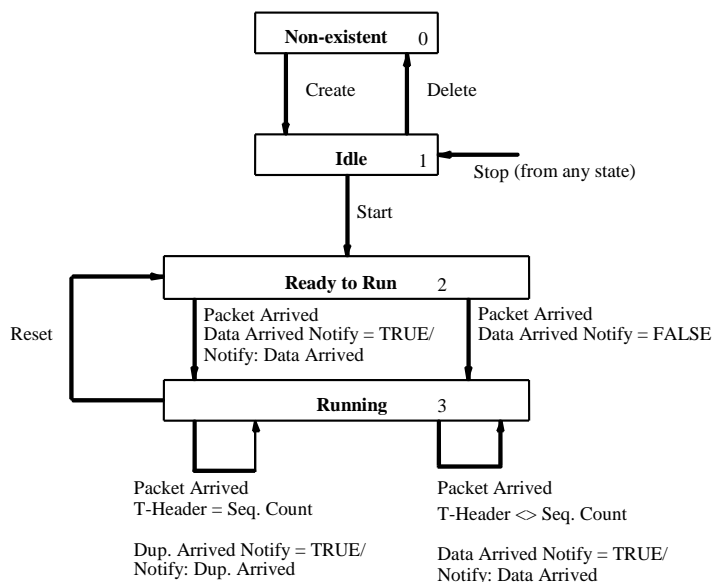 Non-existent 0
Create
Delete
Idle 1
Stop (from any state)
Start
Ready to Run 2
Reset
Packet Arrived
Data Arrived Notify = TRUE/
Notify: Data Arrived
Packet Arrived
Data Arrived Notify = FALSE
Running 3
Packet Arrived
T-Header = Seq. Count
Dup. Arrived Notify = TRUE/
Notify: Dup. Arrived
Packet Arrived
T-Header <> Seq. Count
Data Arrived Notify = TRUE/
Notify: Data Arrived